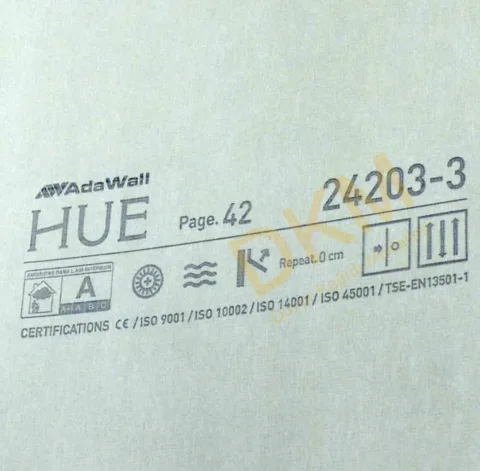 AdaWall
HUE Page. 42 24203-3
Repeat. 0 cm
A
CERTIFICATIONS CE / ISO 9001 / ISO 10002 / ISO 14001 / ISO 45001 / TSE-EN13501-1
DKM